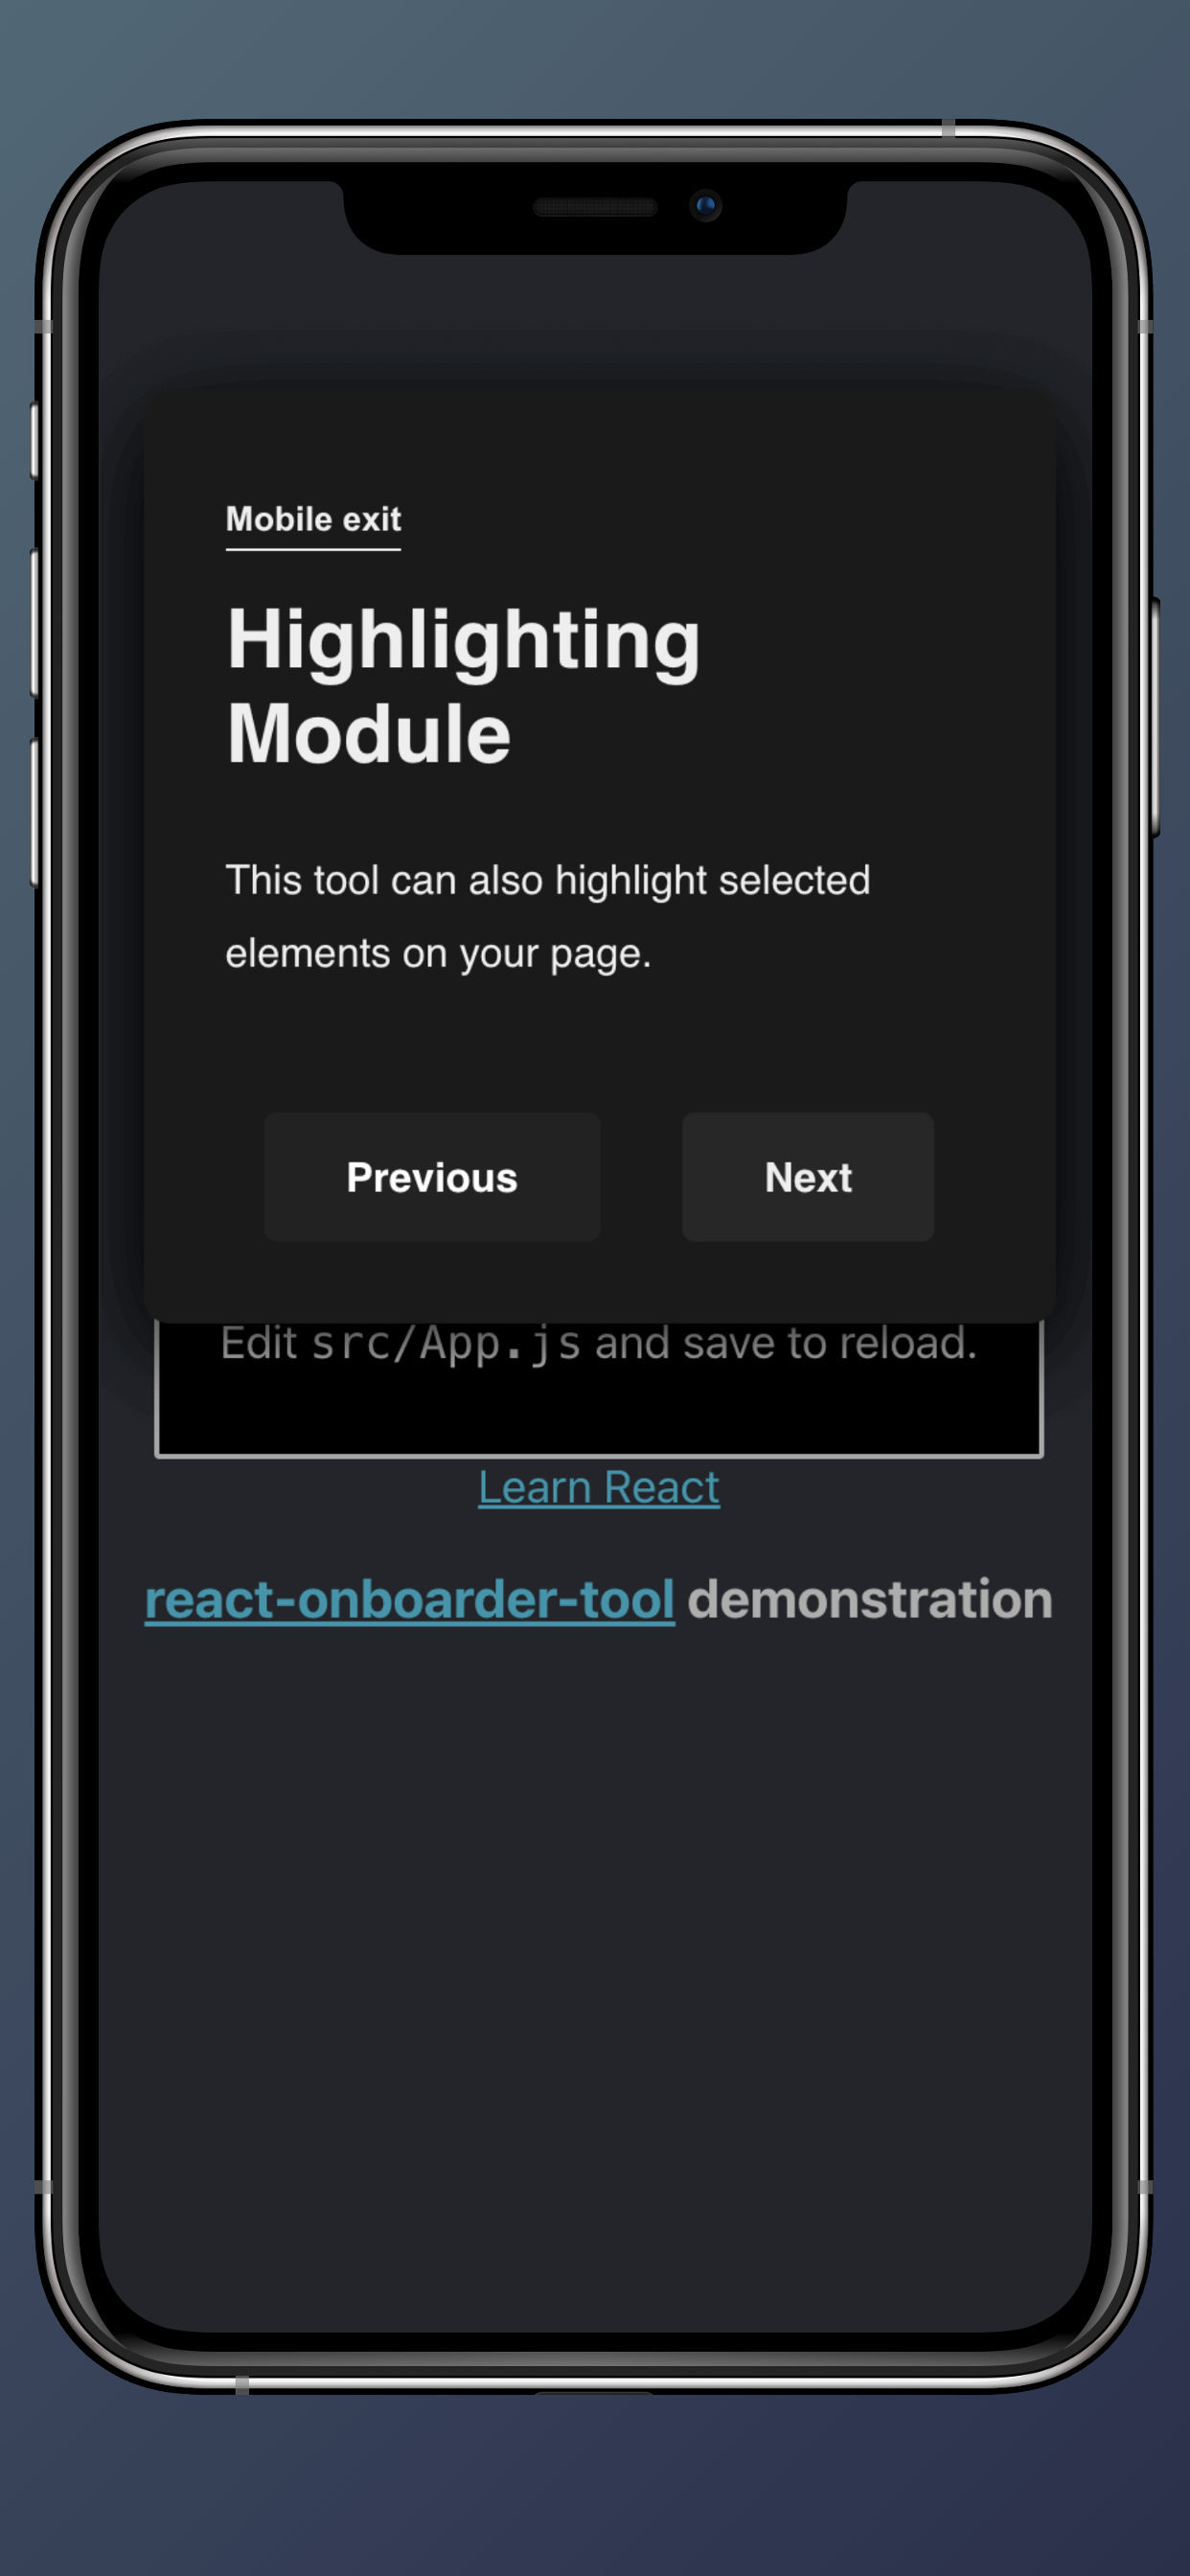 Mobile exit
Highlighting
Module
This tool can also highlight selected
elements on your page.
Previous
Next
Edit src/App.js and save to reload.
Learn React
react-onboarder-tool demonstration